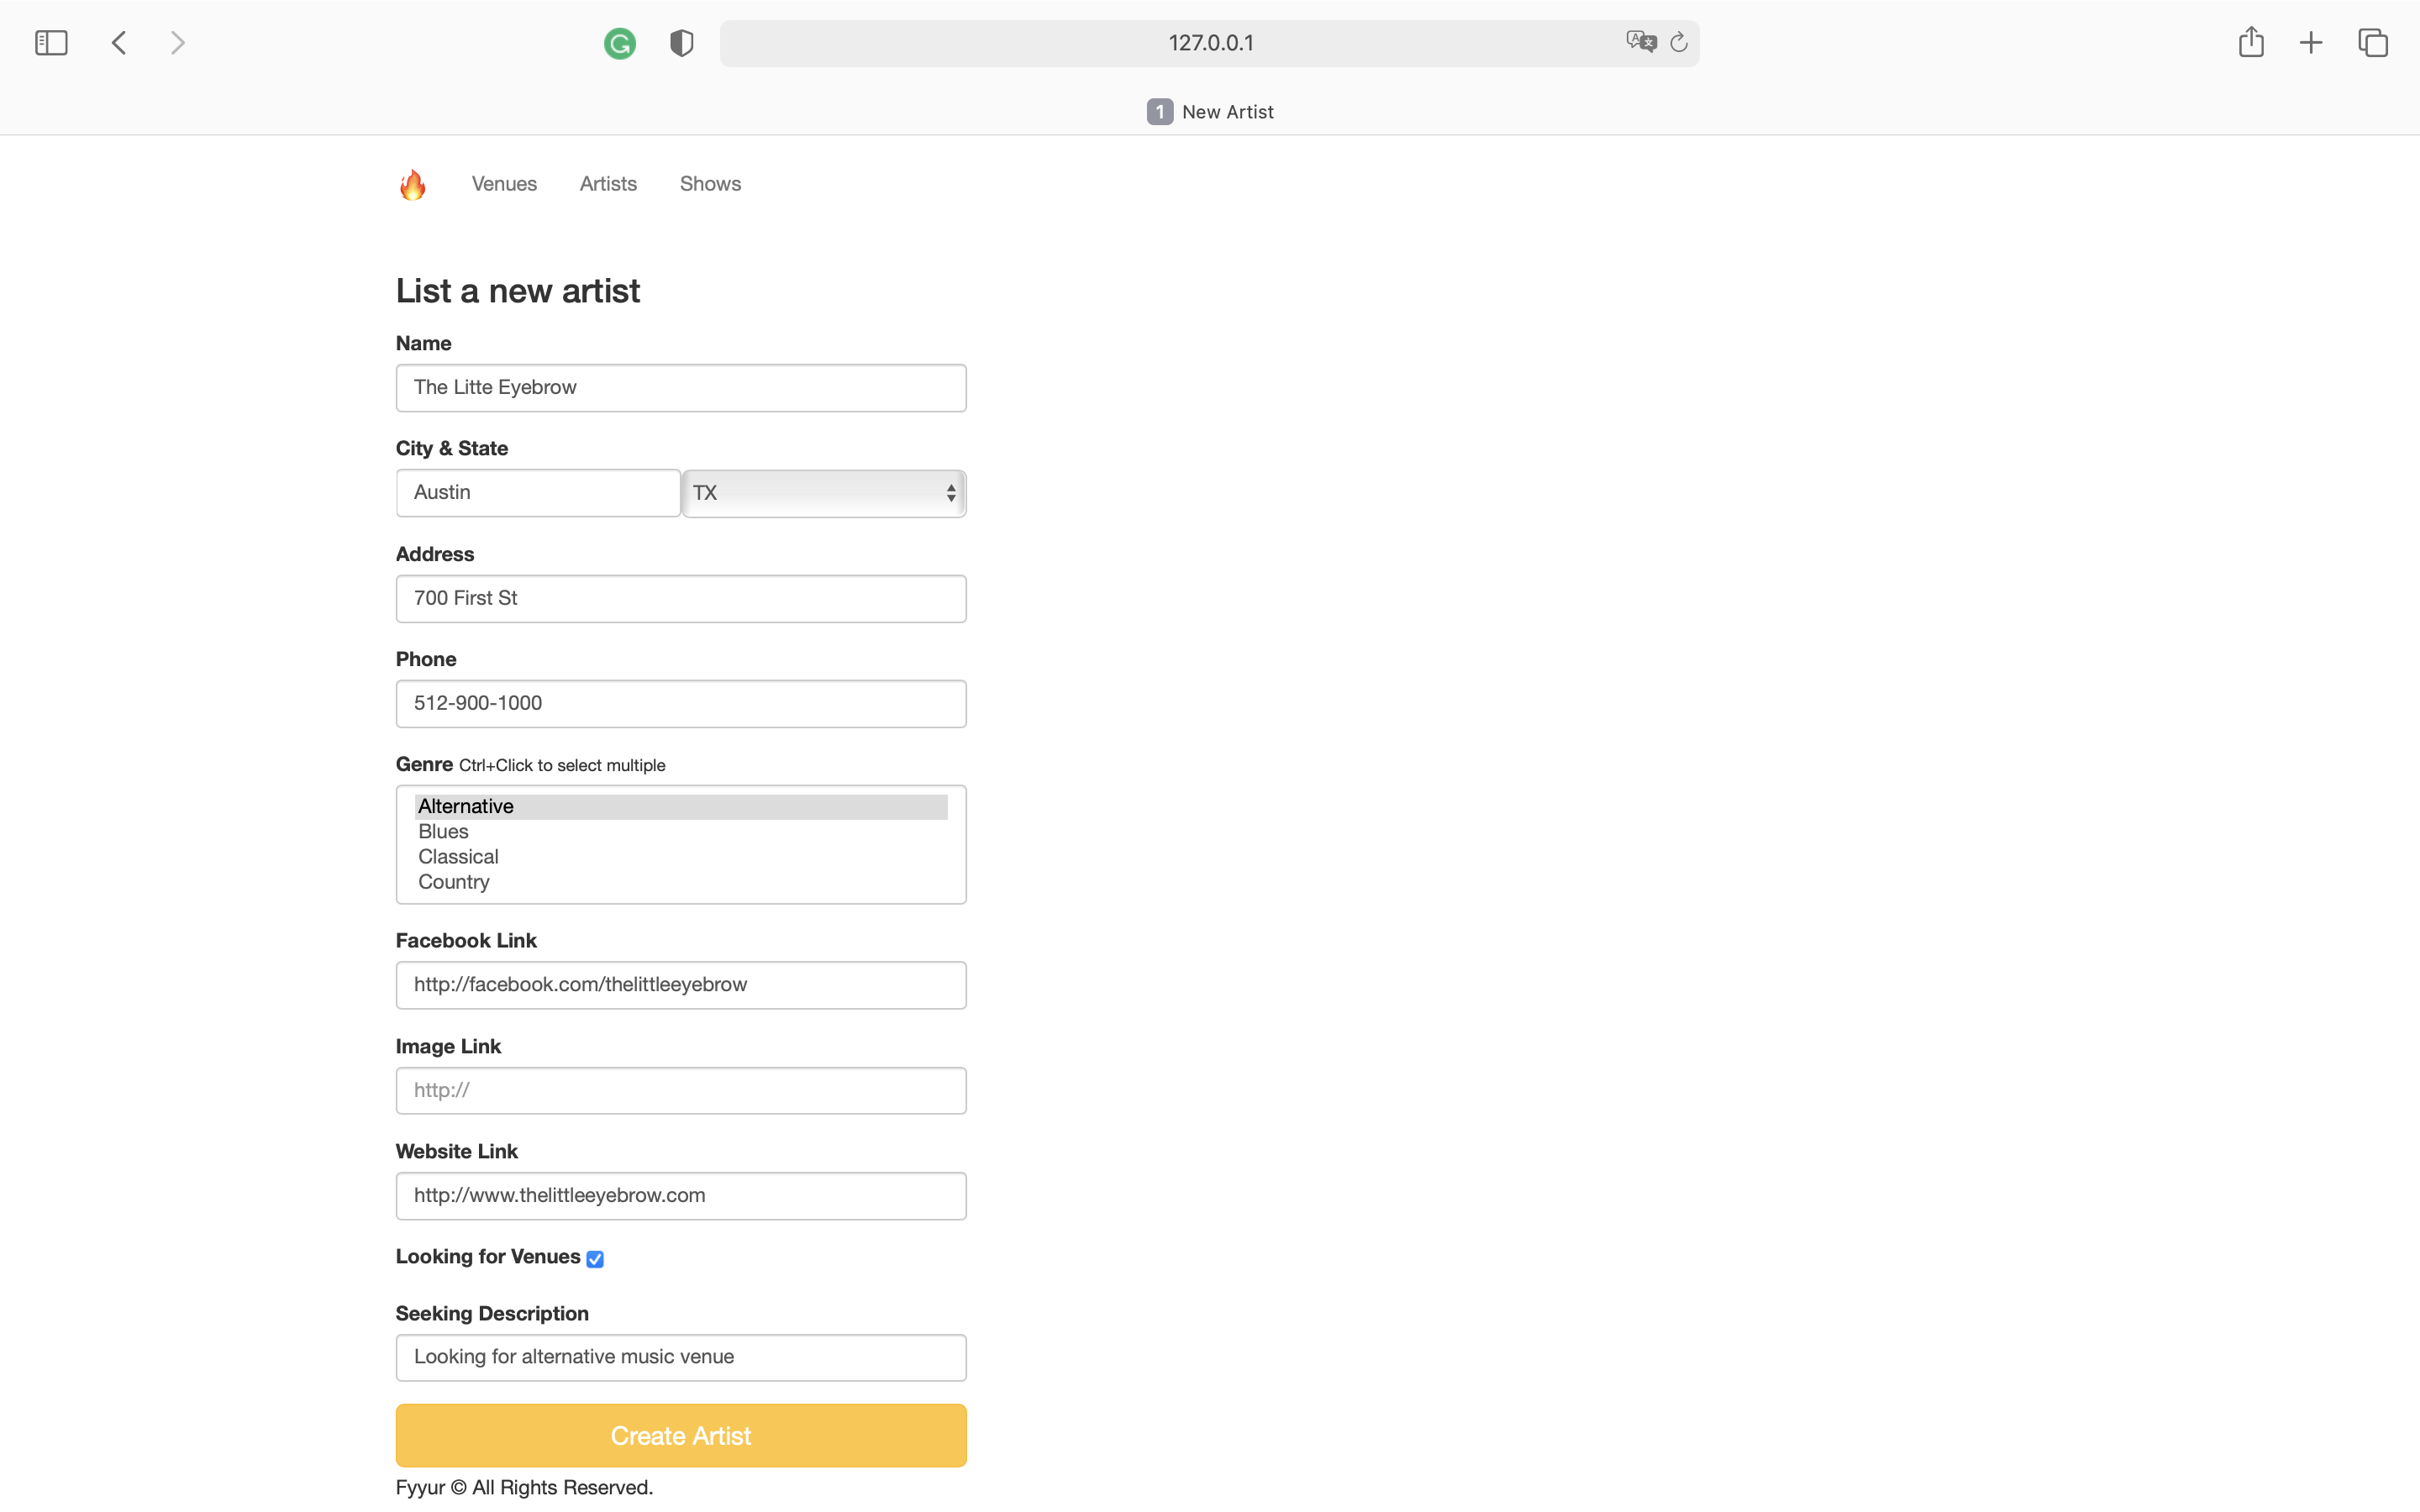 127.0.0.1
1 New Artist
Venues Artists Shows
List a new artist
Name
The Litte Eyebrow
City & State
Austin TX
Address
700 First St
Phone
512-900-1000
Genre Ctrl+Click to select multiple
Alternative
Blues
Classical
Country
Facebook Link
http://facebook.com/thelittleeyebrow
Image Link
http://
Website Link
http://www.thelittleeyebrow.com
Looking for Venues
Seeking Description
Looking for alternative music venue
Create Artist
Fyyur © All Rights Reserved.